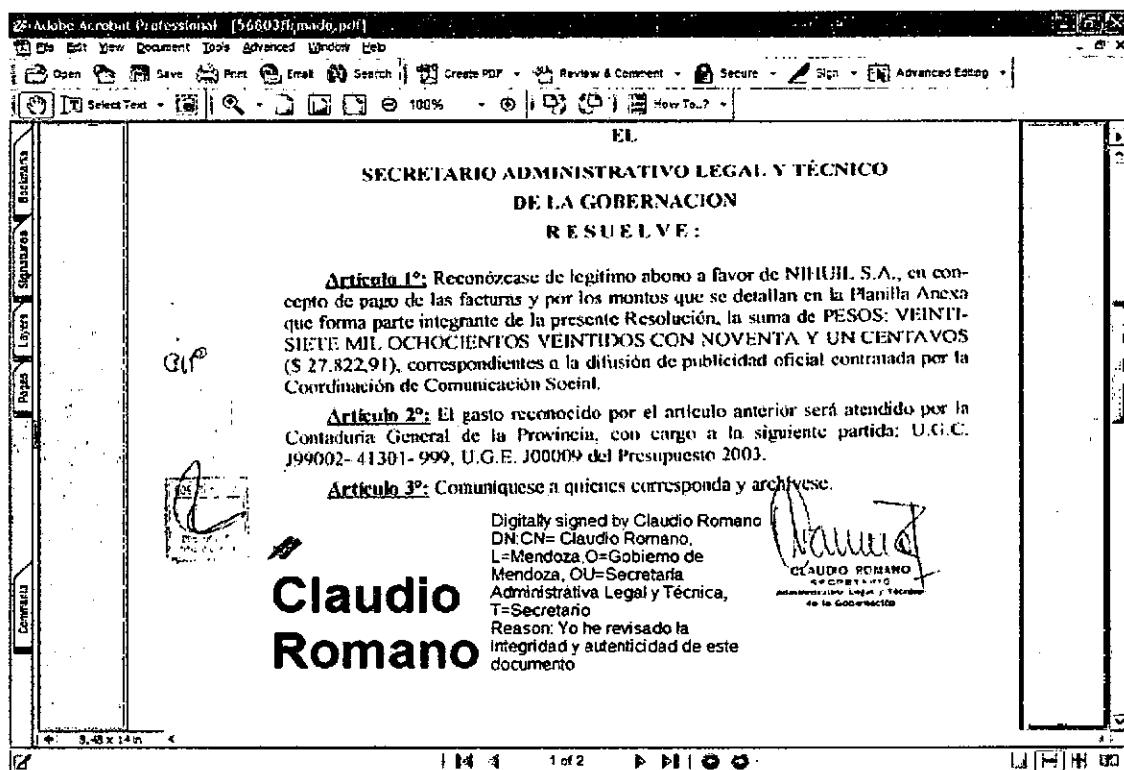 Adobe Acrobat Professional - [56803firmado.pdf]
File Edit View Document Tools Advanced Window Help
Open Save Print Email Search Create PDF Review & Comment Secure Sign Advanced Editing
Select Text 100% How To..?
Bookmarks
Signatures
Layers
Pages
Comments
EL
SECRETARIO ADMINISTRATIVO LEGAL Y TÉCNICO
DE LA GOBERNACION
R E S U E L V E :
Artículo 1º: Reconózcase de legítimo abono a favor de NIHUIL S.A., en con-
cepto de pago de las facturas y por los montos que se detallan en la Planilla Anexa
que forma parte integrante de la presente Resolución, la suma de PESOS: VEINTI-
SIETE MIL OCHOCIENTOS VEINTIDOS CON NOVENTA Y UN CENTAVOS
($ 27.822,91), correspondientes a la difusión de publicidad oficial contratada por la
Coordinación de Comunicación Social.
Artículo 2º: El gasto reconocido por el artículo anterior será atendido por la
Contaduría General de la Provincia, con cargo a la siguiente partida: U.G.C.
J99002- 41301- 999, U.G.E. J00009 del Presupuesto 2003.
Artículo 3º: Comuníquese a quienes corresponda y archívese.
Claudio
Romano
Digitally signed by Claudio Romano
DN:CN= Claudio Romano,
L=Mendoza,O=Gobierno de
Mendoza, OU=Secretaría
Administrativa Legal y Técnica,
T=Secretario
Reason: Yo he revisado la
integridad y autenticidad de este
documento
CLAUDIO ROMANO
SECRETARIO
Administrativo Legal y Técnico
de la Gobernación
8,48 x 14 in
1 of 2